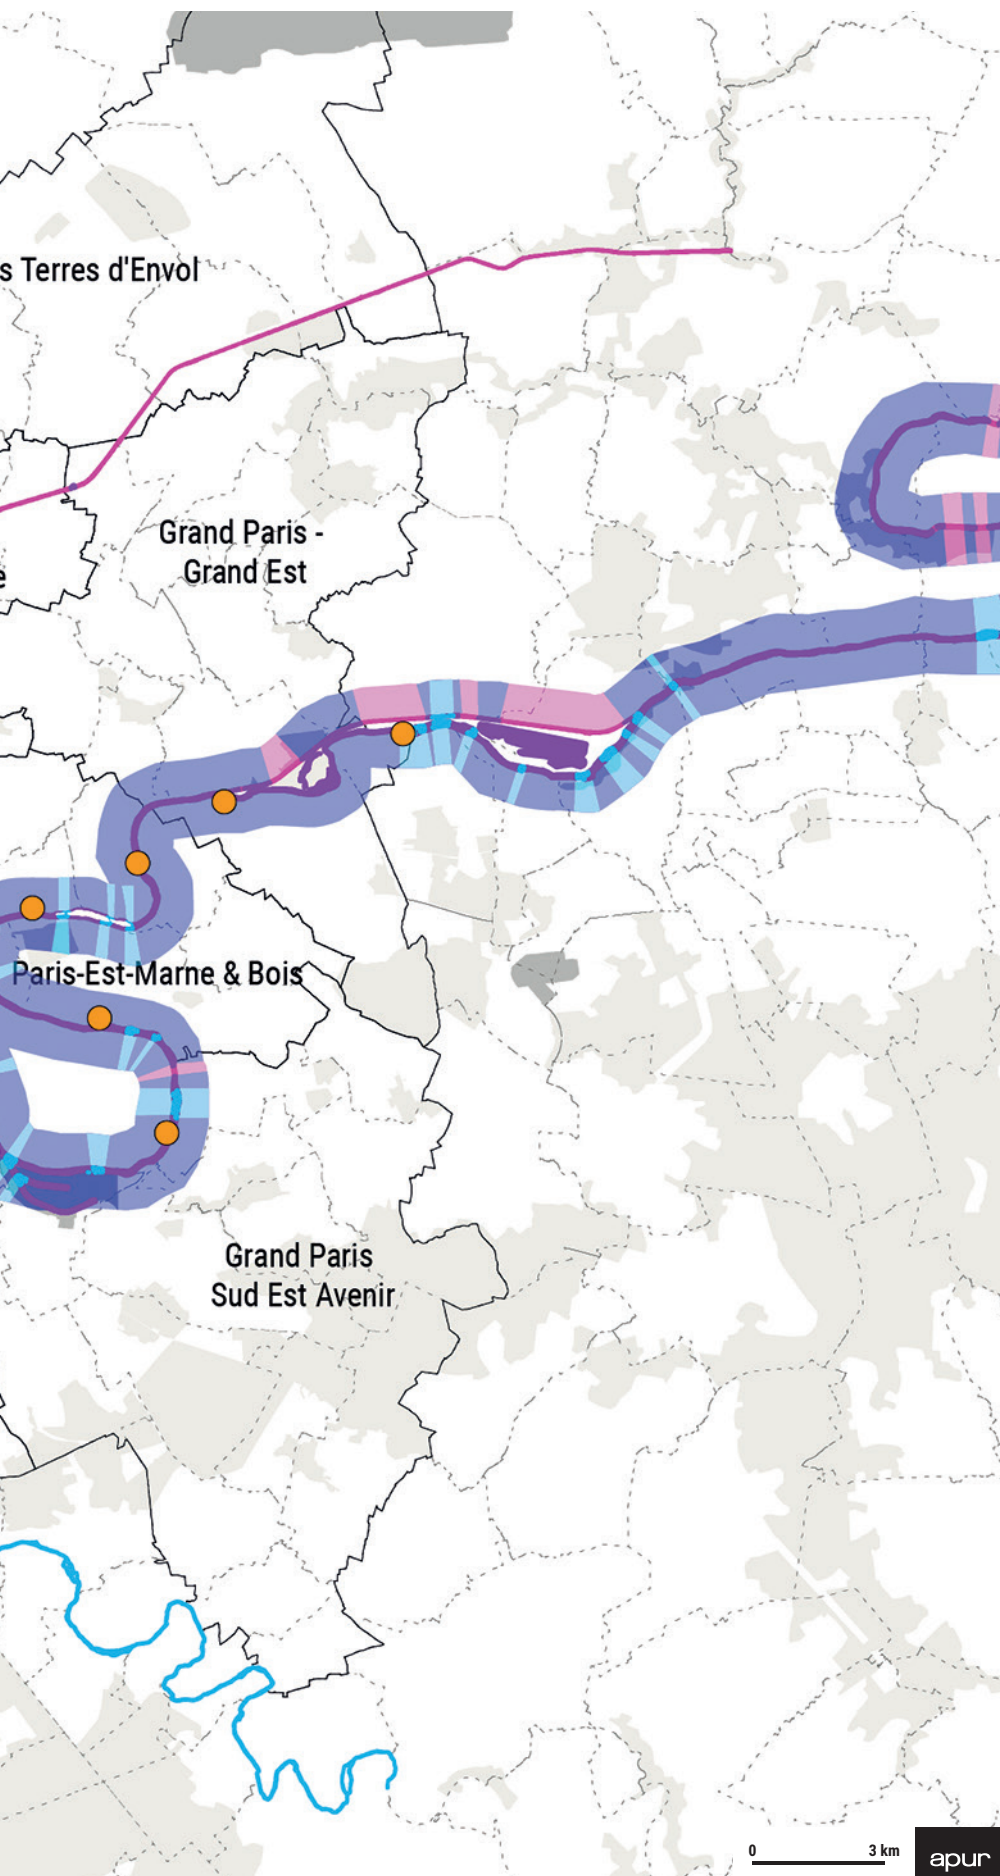 s Terres d'Envol
Grand Paris -
Grand Est
e
Paris-Est-Marne & Bois
Grand Paris
Sud Est Avenir
0 3 km
apur